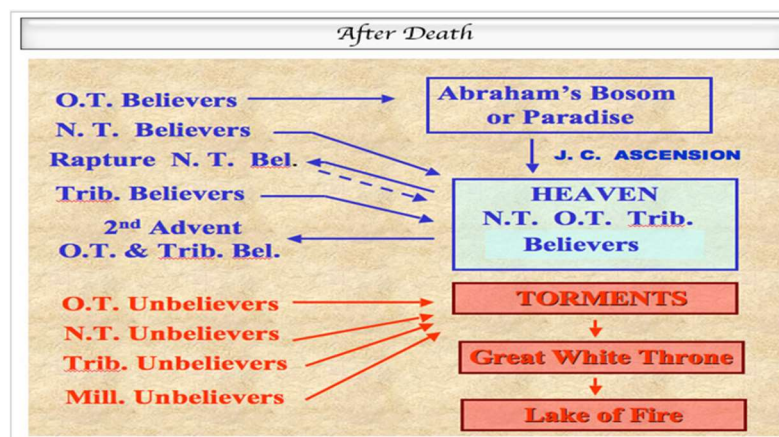 After Death
O.T. Believers
Abraham's Bosom
or Paradise
N. T. Believers
Rapture N. T. Bel.
J. C. ASCENSION
Trib. Believers
HEAVEN
N.T. O.T. Trib.
Believers
2nd Advent
O.T. & Trib. Bel.
O.T. Unbelievers
TORMENTS
N.T. Unbelievers
Trib. Unbelievers
Great White Throne
Mill. Unbelievers
Lake of Fire